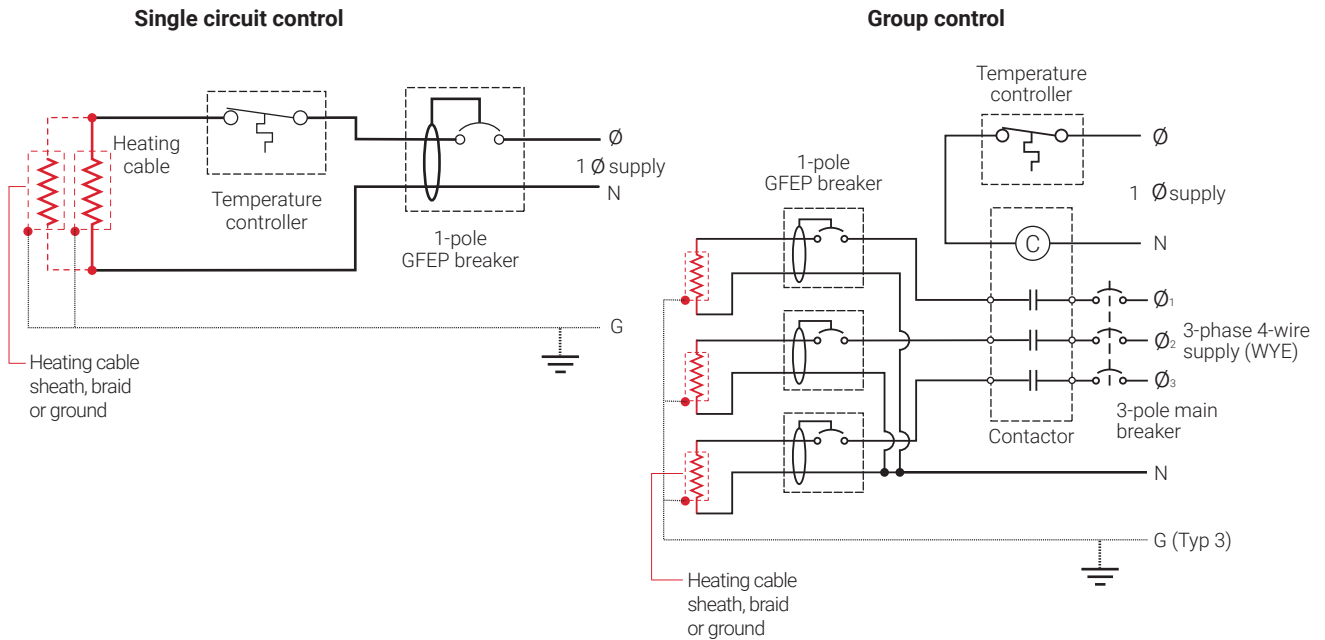 Single circuit control
Heating
cable
Temperature
controller
1-pole
GFEP breaker
Ø
1 Ø supply
N
G
Heating cable
sheath, braid
or ground
Group control
Temperature
controller
Ø
1 Ø supply
N
C
1-pole
GFEP breaker
Ø1
Ø2
Ø3
3-phase 4-wire
supply (WYE)
3-pole main
breaker
Contactor
N
G (Typ 3)
Heating cable
sheath, braid
or ground